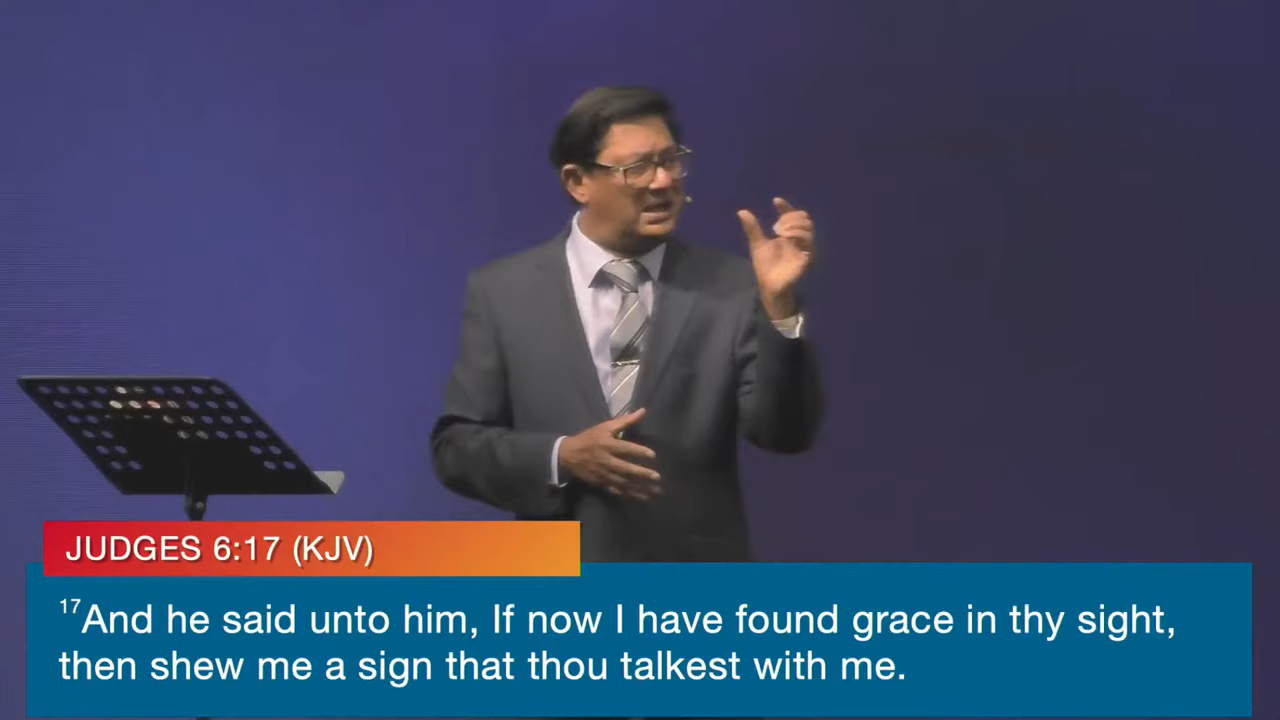 JUDGES 6:17 (KJV)
17And he said unto him, If now I have found grace in thy sight,
then shew me a sign that thou talkest with me.